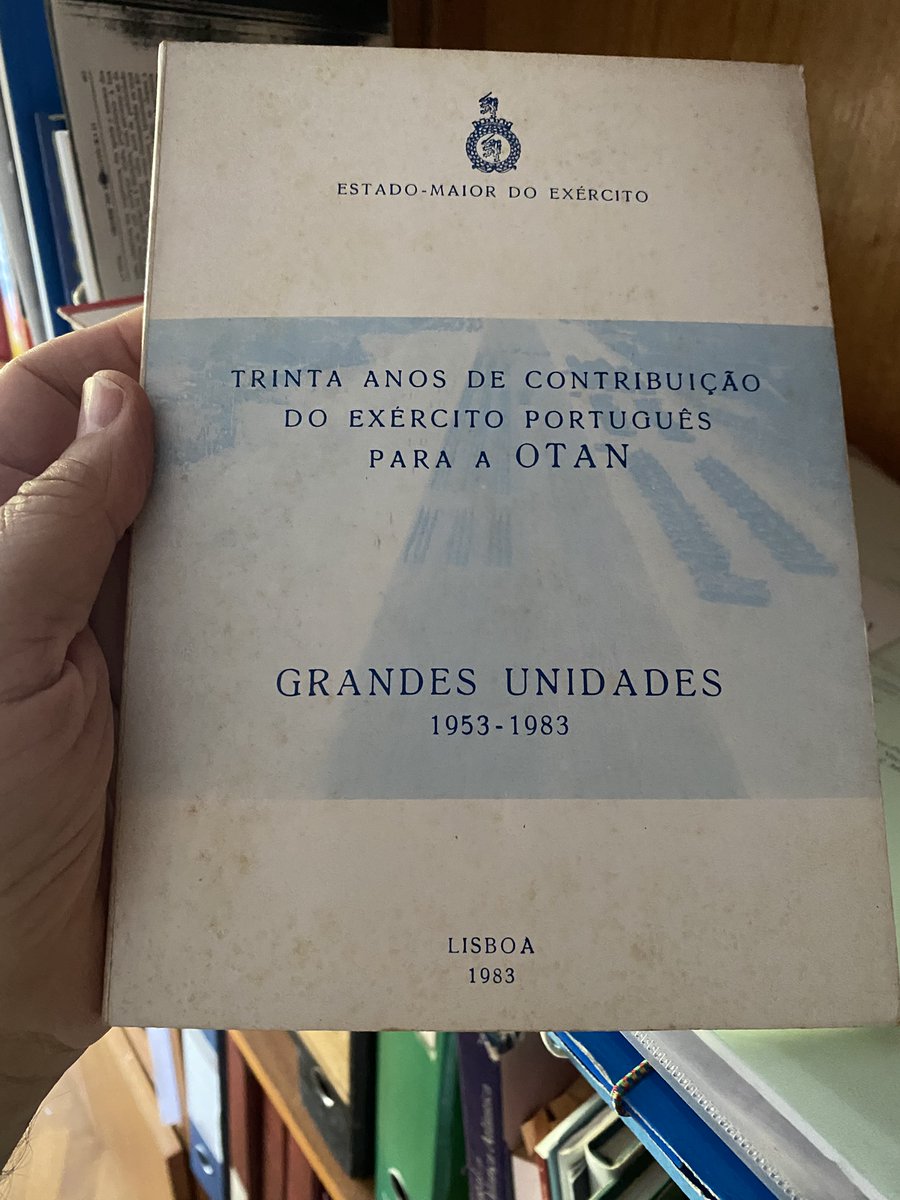 ESTADO-MAIOR DO EXÉRCITO
TRINTA ANOS DE CONTRIBUIÇÃO
DO EXÉRCITO PORTUGUÊS
PARA A OTAN
GRANDES UNIDADES
1953-1983
LISBOA
1983